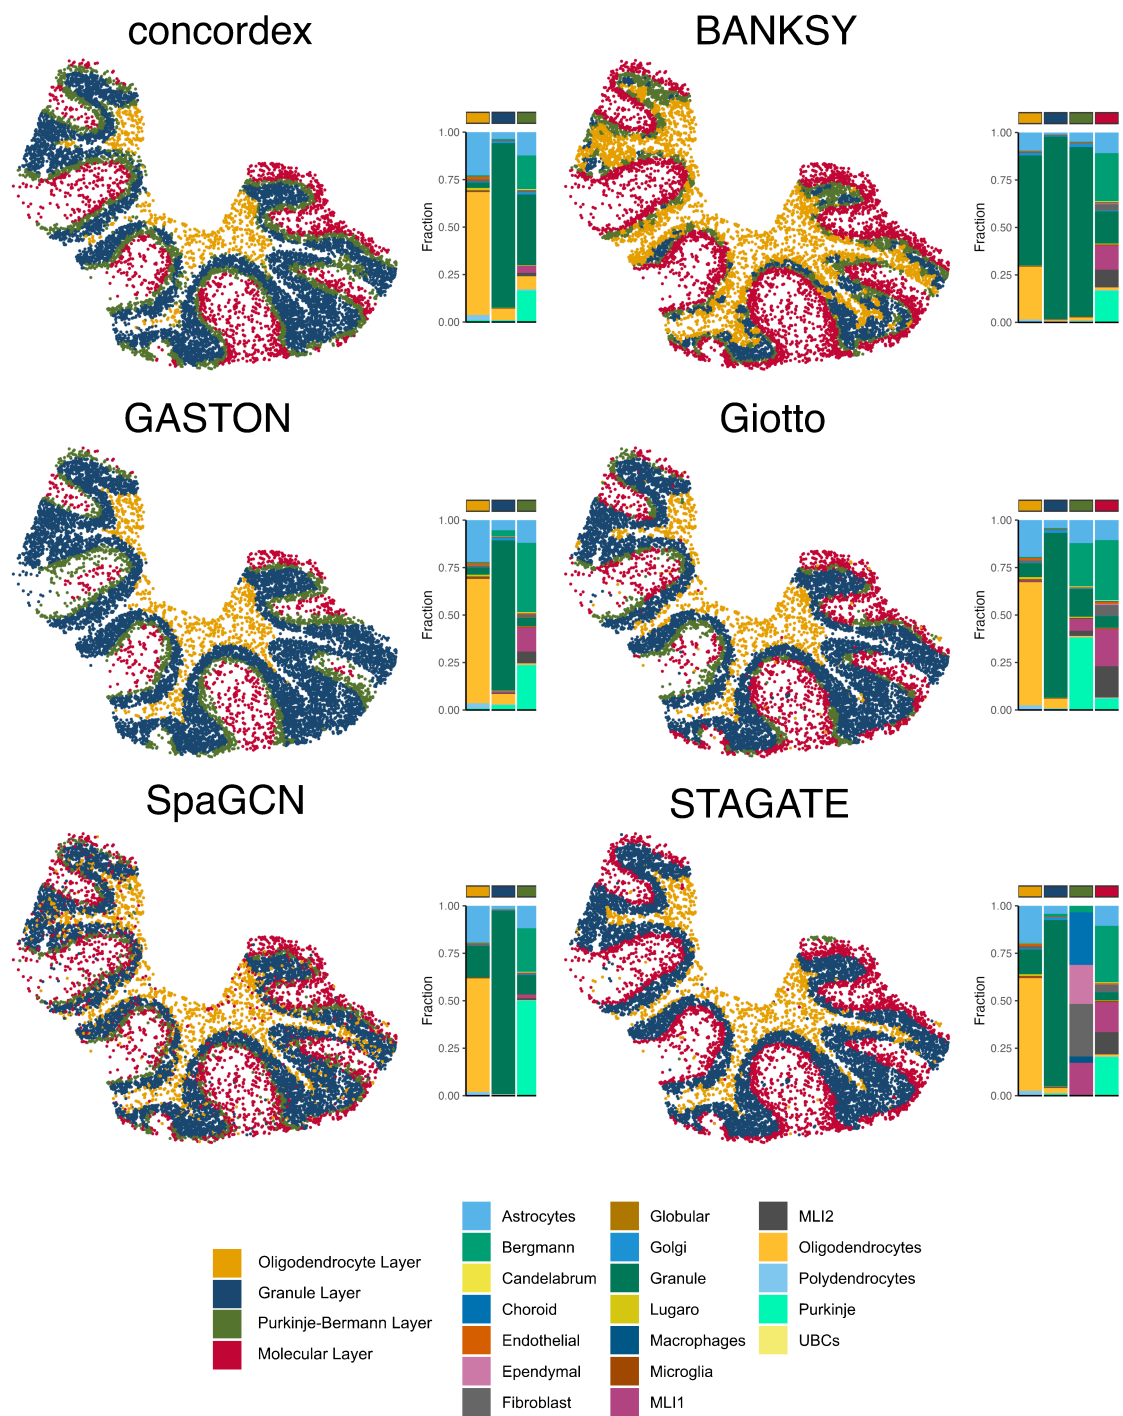 concordex
BANKSY
1.00
0.75
0.50
0.25
0.00
Fraction
1.00
0.75
0.50
0.25
0.00
Fraction
GASTON
Giotto
1.00
0.75
0.50
0.25
0.00
Fraction
1.00
0.75
0.50
0.25
0.00
Fraction
SpaGCN
STAGATE
1.00
0.75
0.50
0.25
0.00
Fraction
1.00
0.75
0.50
0.25
0.00
Fraction
Oligodendrocyte Layer
Granule Layer
Purkinje-Bermann Layer
Molecular Layer
Astrocytes
Bergmann
Candelabrum
Choroid
Endothelial
Ependymal
Fibroblast
Globular
Golgi
Granule
Lugaro
Macrophages
Microglia
MLI1
MLI2
Oligodendrocytes
Polydendrocytes
Purkinje
UBCs